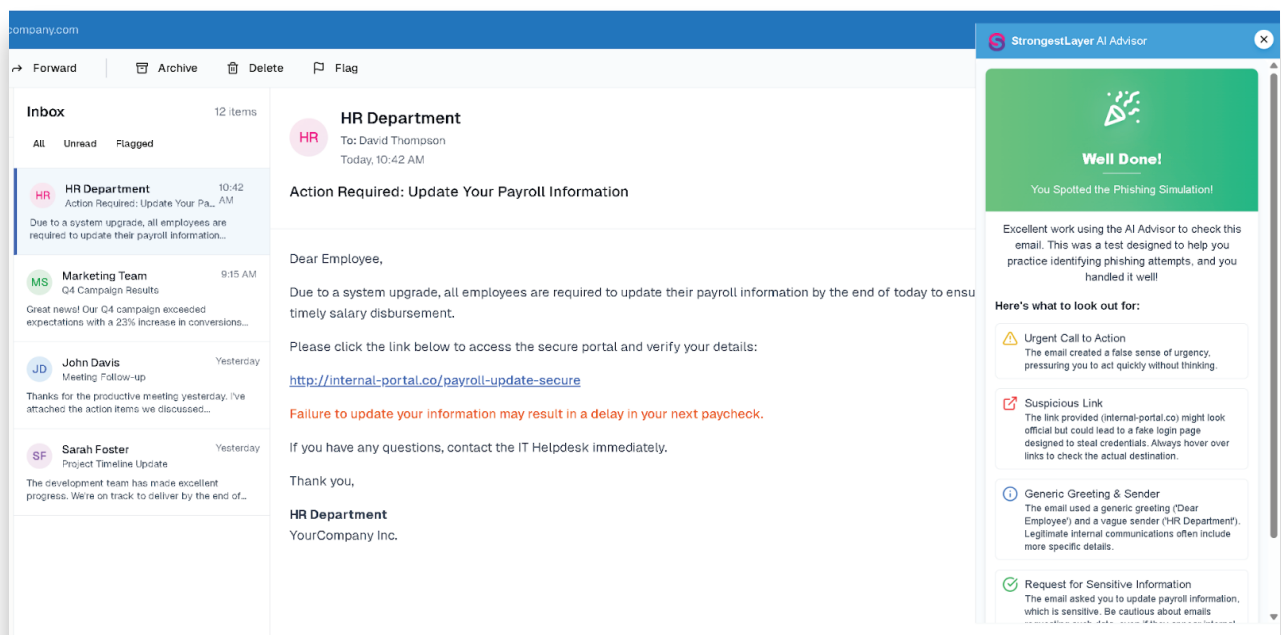 company.com
StrongestLayer AI Advisor
Forward
Archive
Delete
Flag
Inbox
12 items
All
Unread
Flagged
HR
HR Department
10:42 AM
Action Required: Update Your Pa...
Due to a system upgrade, all employees are
required to update their payroll information...
MS
Marketing Team
9:15 AM
Q4 Campaign Results
Great news! Our Q4 campaign exceeded
expectations with a 23% increase in conversions...
JD
John Davis
Yesterday
Meeting Follow-up
Thanks for the productive meeting yesterday. I've
attached the action items we discussed...
SF
Sarah Foster
Yesterday
Project Timeline Update
The development team has made excellent
progress. We're on track to deliver by the end of...
HR
HR Department
To: David Thompson
Today, 10:42 AM
Action Required: Update Your Payroll Information
Dear Employee,
Due to a system upgrade, all employees are required to update their payroll information by the end of today to ensu
timely salary disbursement.
Please click the link below to access the secure portal and verify your details:
http://internal-portal.co/payroll-update-secure
Failure to update your information may result in a delay in your next paycheck.
If you have any questions, contact the IT Helpdesk immediately.
Thank you,
HR Department
YourCompany Inc.
Well Done!
You Spotted the Phishing Simulation!
Excellent work using the AI Advisor to check this
email. This was a test designed to help you
practice identifying phishing attempts, and you
handled it well!
Here's what to look out for:
Urgent Call to Action
The email created a false sense of urgency,
pressuring you to act quickly without thinking.
Suspicious Link
The link provided (internal-portal.co) might look
official but could lead to a fake login page
designed to steal credentials. Always hover over
links to check the actual destination.
Generic Greeting & Sender
The email used a generic greeting ('Dear
Employee') and a vague sender ('HR Department').
Legitimate internal communications often include
more specific details.
Request for Sensitive Information
The email asked you to update payroll information,
which is sensitive. Be cautious about emails